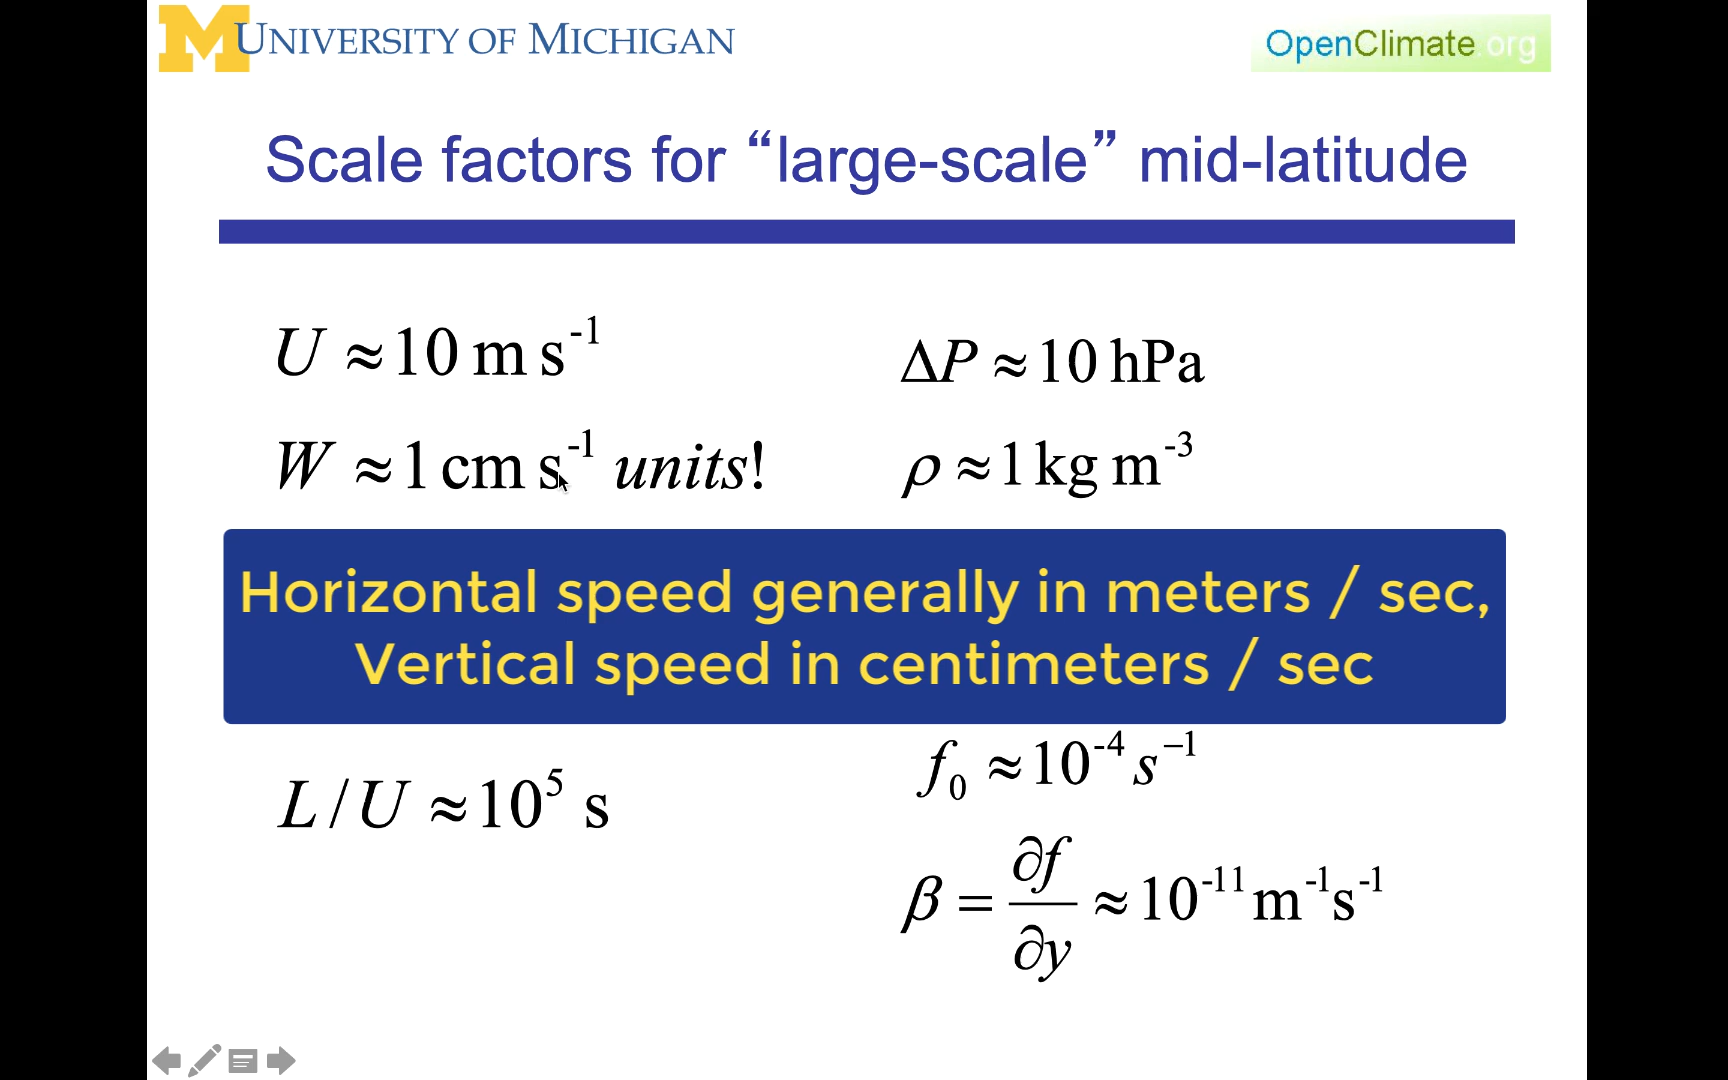 UNIVERSITY OF MICHIGAN
OpenClimate.org
Scale factors for “large-scale” mid-latitude
U ≈ 10 m s⁻¹
W ≈ 1 cm s⁻¹ units!
ΔP ≈ 10 hPa
ρ ≈ 1 kg m⁻³
Horizontal speed generally in meters / sec,
Vertical speed in centimeters / sec
L / U ≈ 10⁵ s
f₀ ≈ 10⁻⁴ s⁻¹
β = ∂f/∂y ≈ 10⁻¹¹ m⁻¹s⁻¹